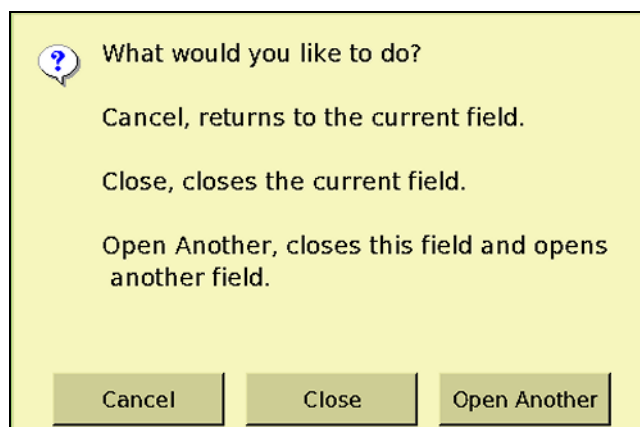 What would you like to do?
Cancel, returns to the current field.
Close, closes the current field.
Open Another, closes this field and opens
another field.
Cancel Close Open Another